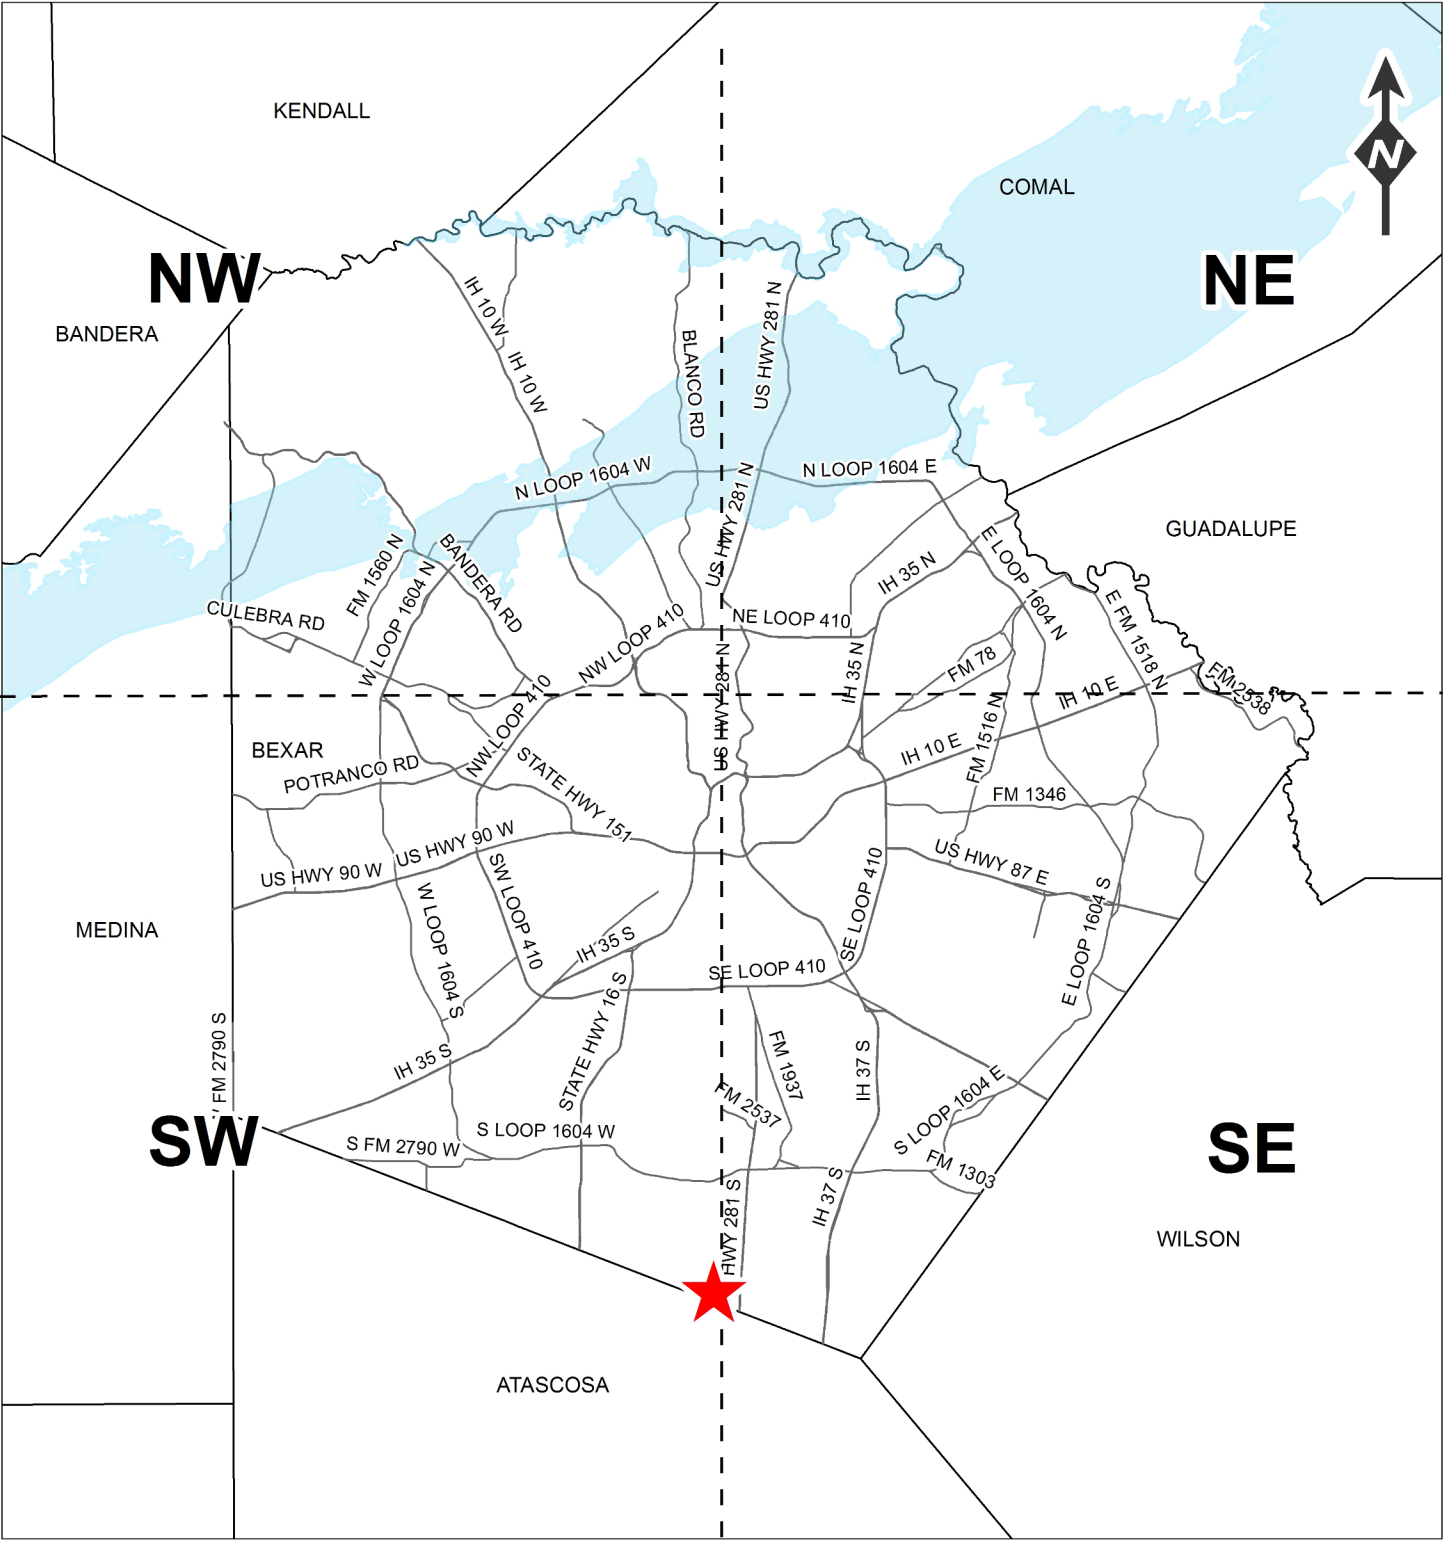 KENDALL
N
COMAL
NW
NE
BANDERA
IH 10 W
IH 10 W
BLANCO RD
US HWY 281 N
N LOOP 1604 W
N LOOP 1604 E
US HWY 281 N
GUADALUPE
FM 1560 N
BANDERA RD
W LOOP 1604 N
CULEBRA RD
IH 35 N
E LOOP 1604 N
E FM 1518 N
NW LOOP 410
NE LOOP 410
IH 35 N
FM 78
IH 10 E
FM 2538
US HWY 281 N
NW LOOP 410
BEXAR
POTRANCO RD
STATE HWY 151
IH 10 E
FM 1516 N
FM 1346
US HWY 90 W
US HWY 90 W
US HWY 87 E
SW LOOP 410
W LOOP 1604 S
SE LOOP 410
E LOOP 1604 S
MEDINA
IH 35 S
SE LOOP 410
STATE HWY 16 S
FM 2790 S
IH 35 S
FM 1937
IH 37 S
FM 2537
S LOOP 1604 E
SW
SE
S FM 2790 W
S LOOP 1604 W
FM 1303
IH 37 S
HWY 281 S
WILSON
ATASCOSA